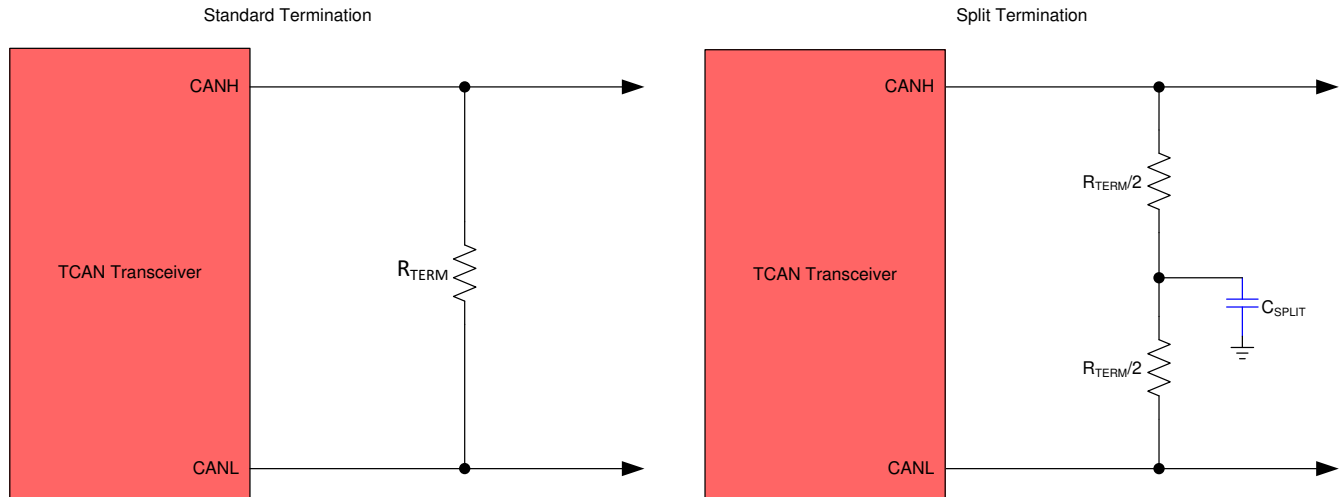 Standard Termination
CANH
TCAN Transceiver
RTERM
CANL
Split Termination
CANH
RTERM/2
TCAN Transceiver
CSPLIT
RTERM/2
CANL